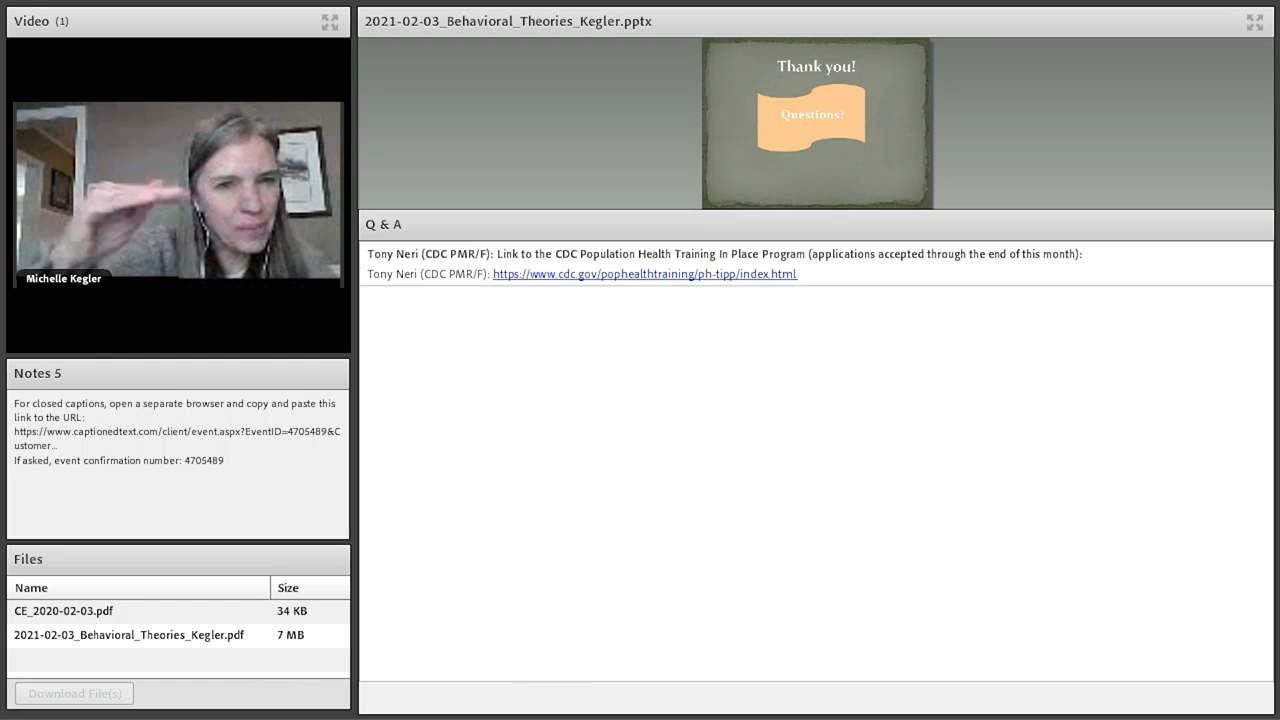 Video (1)
Michelle Kegler
Notes 5
For closed captions, open a separate browser and copy and paste this
link to the URL:
https://www.captionedtext.com/client/event.aspx?EventID=4705489&C
ustomer...
If asked, event confirmation number: 4705489
Files
Name Size
CE_2020-02-03.pdf 34 KB
2021-02-03_Behavioral_Theories_Kegler.pdf 7 MB
Download File(s)
2021-02-03_Behavioral_Theories_Kegler.pptx
Thank you!
Questions?
Q & A
Tony Neri (CDC PMR/F): Link to the CDC Population Health Training In Place Program (applications accepted through the end of this month):
Tony Neri (CDC PMR/F): https://www.cdc.gov/pophealthtraining/ph-tipp/index.html